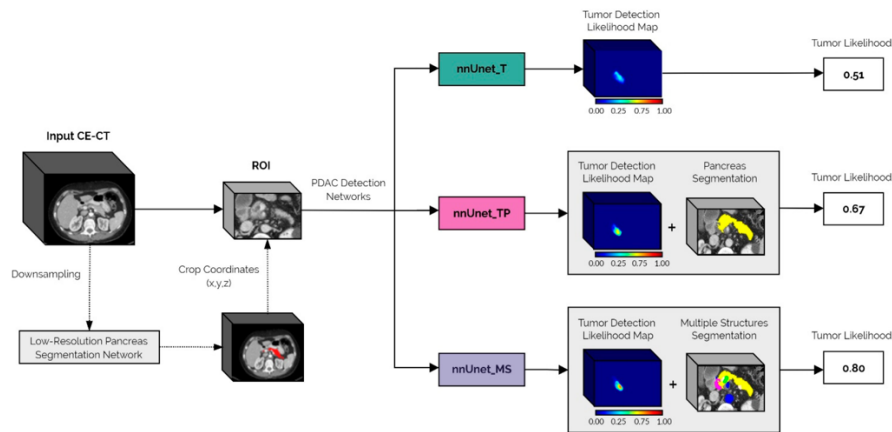 Tumor Detection
Likelihood Map
Tumor Likelihood
nnUnet_T
0.51
0.00 0.25 0.75 1.00
Input CE-CT
ROI
PDAC Detection
Networks
Tumor Detection
Likelihood Map
Pancreas
Segmentation
Tumor Likelihood
nnUnet_TP
+
0.67
0.00 0.25 0.75 1.00
Downsampling
Crop Coordinates
(x,y,z)
Low-Resolution Pancreas
Segmentation Network
Tumor Detection
Likelihood Map
Multiple Structures
Segmentation
Tumor Likelihood
nnUnet_MS
+
0.80
0.00 0.25 0.75 1.00